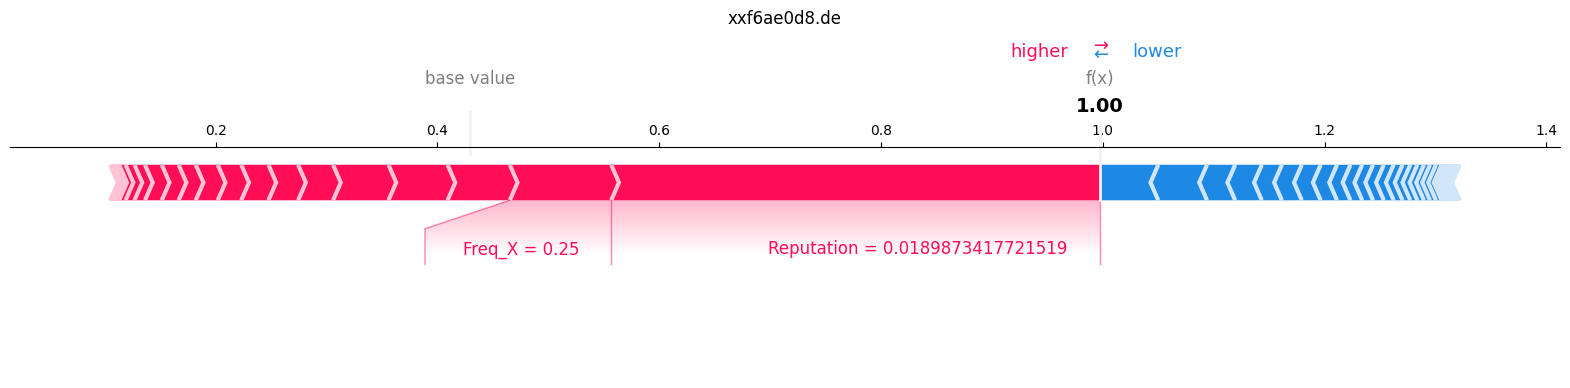 xxf6ae0d8.de
higher ⇄ lower
base value f(x)
1.00
0.2 0.4 0.6 0.8 1.0 1.2 1.4
Freq_X = 0.25 Reputation = 0.0189873417721519